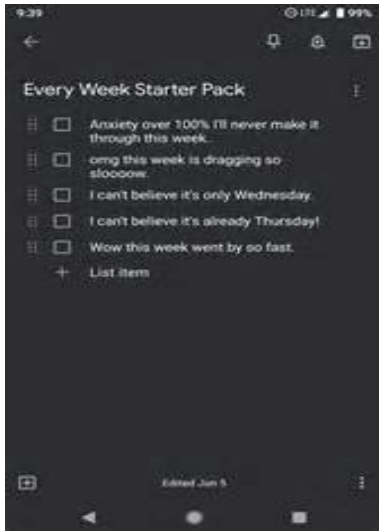 9:39
LTE
99%
Every Week Starter Pack
Anxiety over 100% I'll never make it
through this week..
omg this week is dragging so
sloooow.
I can't believe it's only Wednesday.
I can't believe it's already Thursday!
Wow this week went by so fast.
+ List item
Edited Jun 5